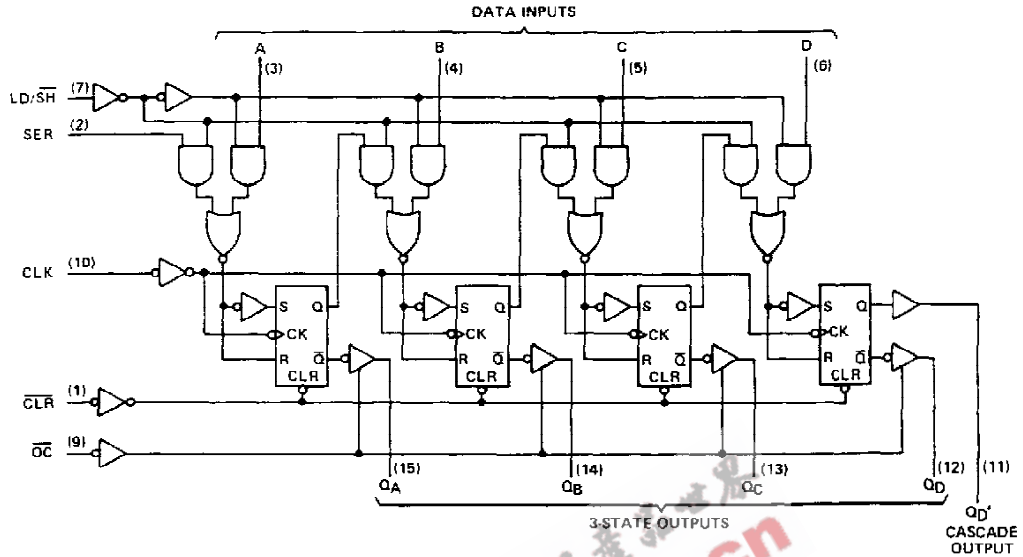 DATA INPUTS
A B C D
(3) (4) (5) (6)
LD/SH (7)
SER (2)
CLK (10)
S Q S Q S Q S Q
CK CK CK CK
R Q R Q R Q R Q
CLR CLR CLR CLR
CLR (1)
OC (9)
(15) (14) (13) (12) (11)
QA QB QC QD QD'
3-STATE OUTPUTS
CASCADE
OUTPUT
.cn